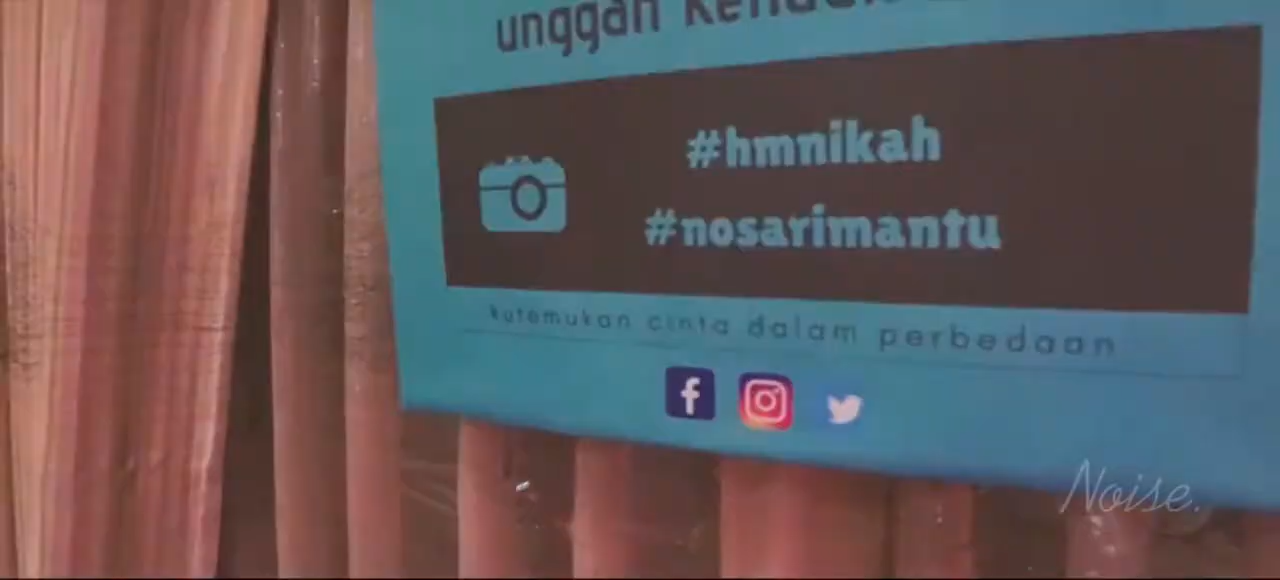 unggah
#hmnikah
#nosarimantu
kutemukan cinta dalam perbedaan
Noise.